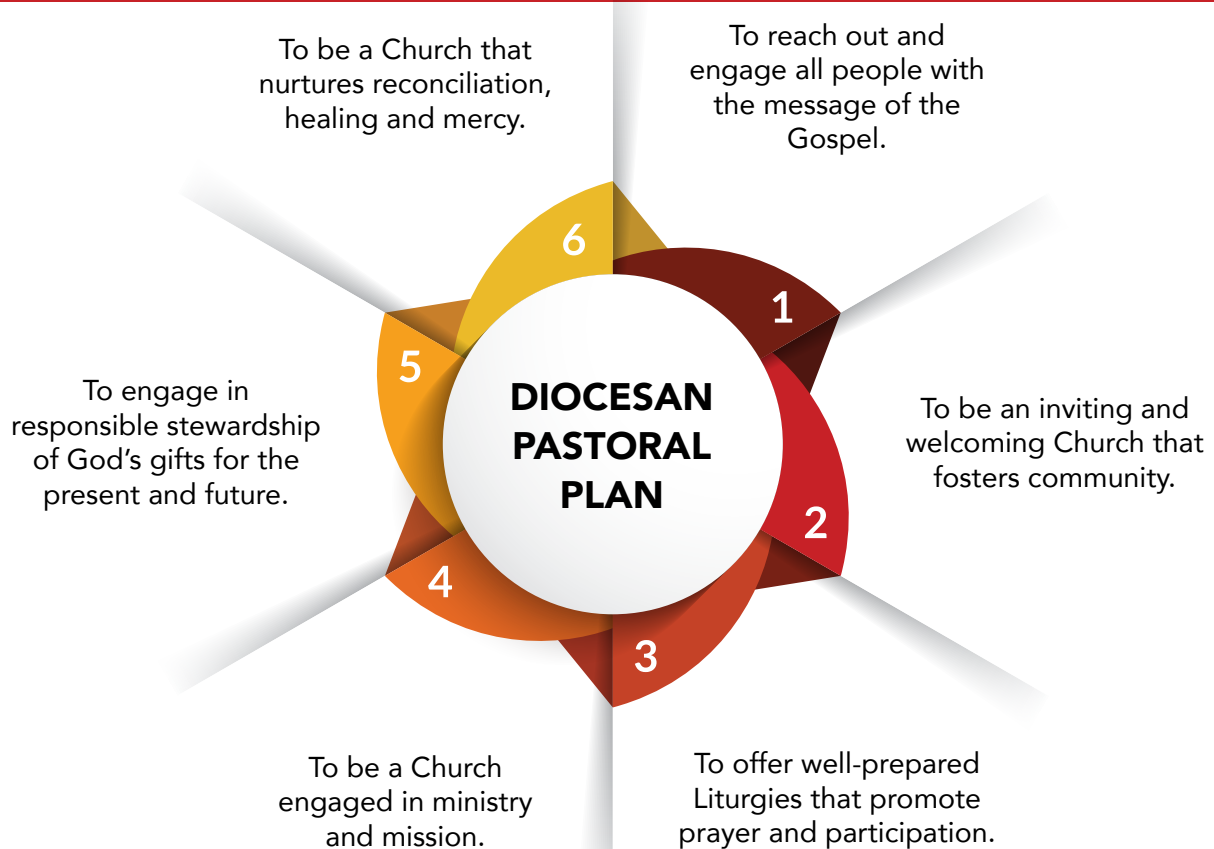 DIOCESAN
PASTORAL
PLAN
1
To reach out and
engage all people with
the message of the
Gospel.
2
To be an inviting and
welcoming Church that
fosters community.
3
To offer well-prepared
Liturgies that promote
prayer and participation.
4
To be a Church
engaged in ministry
and mission.
5
To engage in
responsible stewardship
of God’s gifts for the
present and future.
6
To be a Church that
nurtures reconciliation,
healing and mercy.